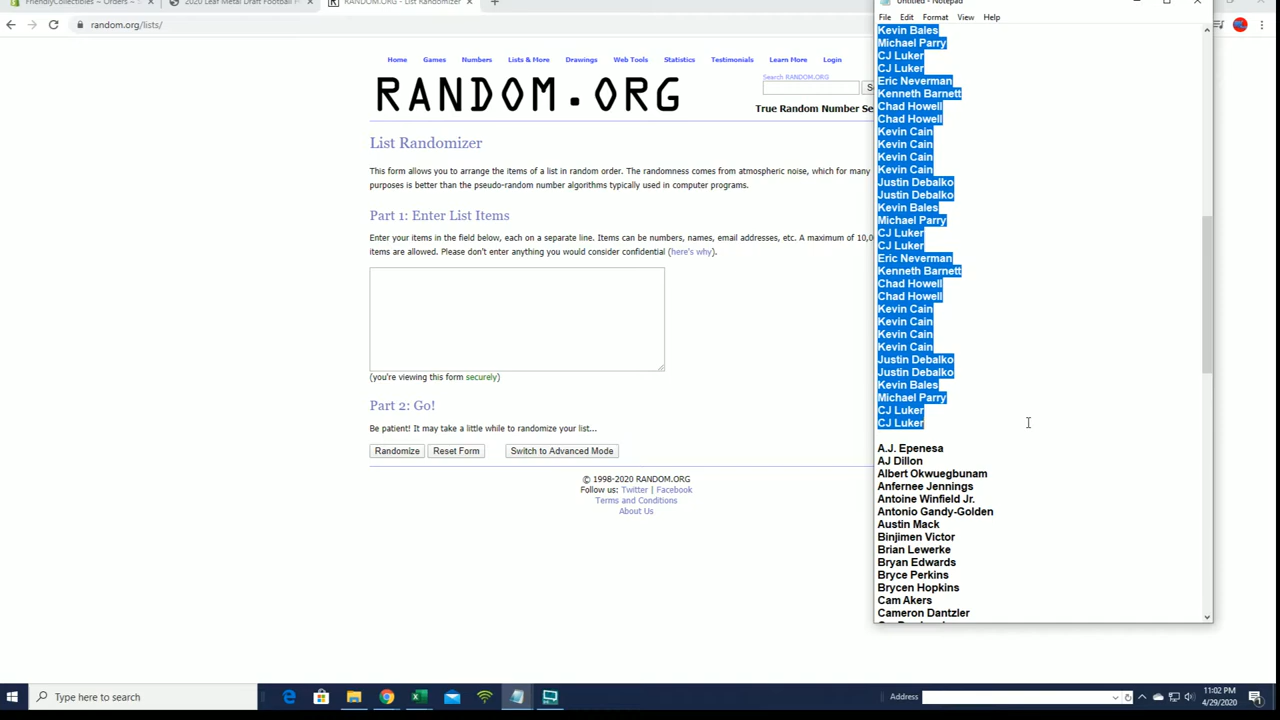 FriendlyCollectibles ~ Orders ~
2020 Leaf Metal Draft Football
RANDOM.ORG - List Randomizer
Untitled - Notepad
random.org/lists/
File Edit Format View Help
Home Games Numbers Lists & More Drawings Web Tools Statistics Learn More Login
RANDOM.ORG
Search RANDOM.ORG
True Random Number Se
List Randomizer
This form allows you to arrange the items of a list in random order. The randomness comes from atmospheric noise, which for many
purposes is better than the pseudo-random number algorithms typically used in computer programs.
Part 1: Enter List Items
Enter your items in the field below, each on a separate line. Items can be numbers, names, email addresses, etc. A maximum of 10,0
items are allowed. Please don't enter anything you would consider confidential (here's why).
(you're viewing this form securely)
Part 2: Go!
Be patient! It may take a little while to randomize your list...
Randomize Reset Form Switch to Advanced Mode
© 1998-2020 RANDOM.ORG
Follow us: Twitter | Facebook
Terms and Conditions
About Us
Kevin Bales
Michael Parry
CJ Luker
CJ Luker
Eric Neverman
Kenneth Barnett
Chad Howell
Chad Howell
Kevin Cain
Kevin Cain
Kevin Cain
Kevin Cain
Justin Debalko
Justin Debalko
Kevin Bales
Michael Parry
CJ Luker
CJ Luker
Eric Neverman
Kenneth Barnett
Chad Howell
Chad Howell
Kevin Cain
Kevin Cain
Kevin Cain
Kevin Cain
Justin Debalko
Justin Debalko
Kevin Bales
Michael Parry
CJ Luker
CJ Luker
A.J. Epenesa
AJ Dillon
Albert Okwuegbunam
Anfernee Jennings
Antoine Winfield Jr.
Antonio Gandy-Golden
Austin Mack
Binjimen Victor
Brian Lewerke
Bryan Edwards
Bryce Perkins
Brycen Hopkins
Cam Akers
Cameron Dantzler
Type here to search
Address
11:02 PM
4/29/2020